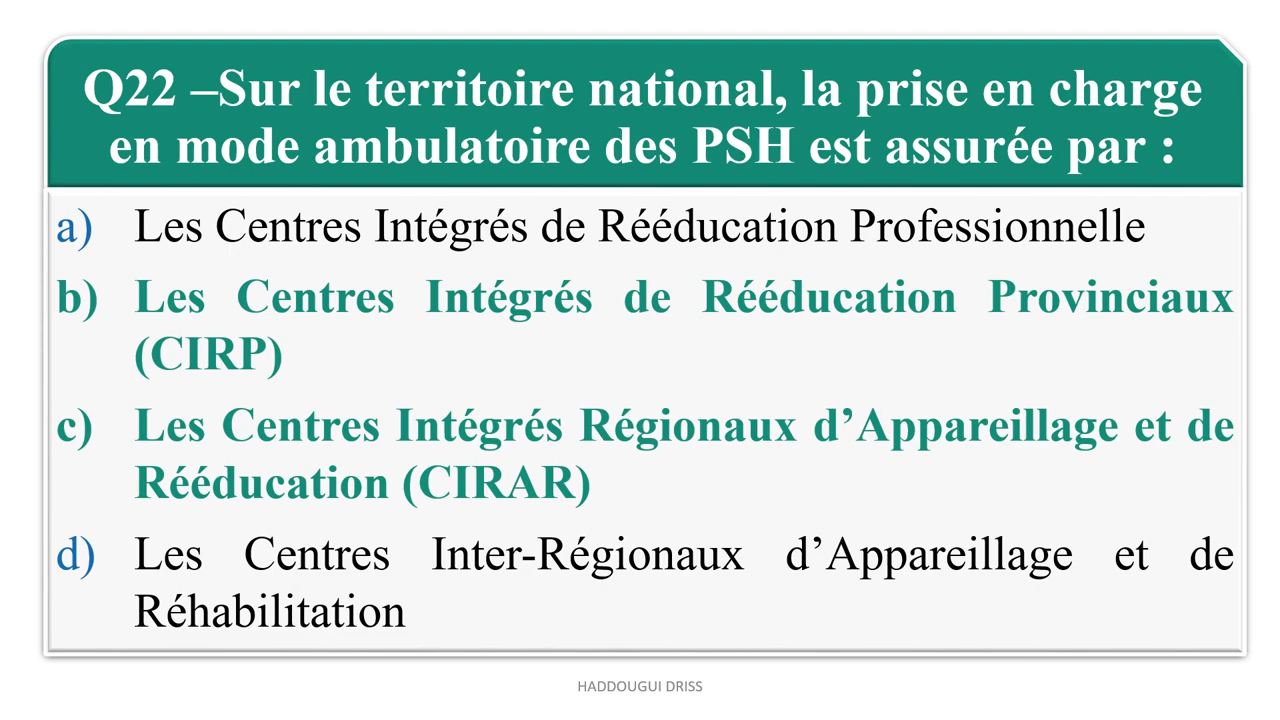 Q22 –Sur le territoire national, la prise en charge
en mode ambulatoire des PSH est assurée par :
a) Les Centres Intégrés de Rééducation Professionnelle
b) Les Centres Intégrés de Rééducation Provinciaux
(CIRP)
c) Les Centres Intégrés Régionaux d’Appareillage et de
Rééducation (CIRAR)
d) Les Centres Inter-Régionaux d’Appareillage et de
Réhabilitation
HADDOUGUI DRISS